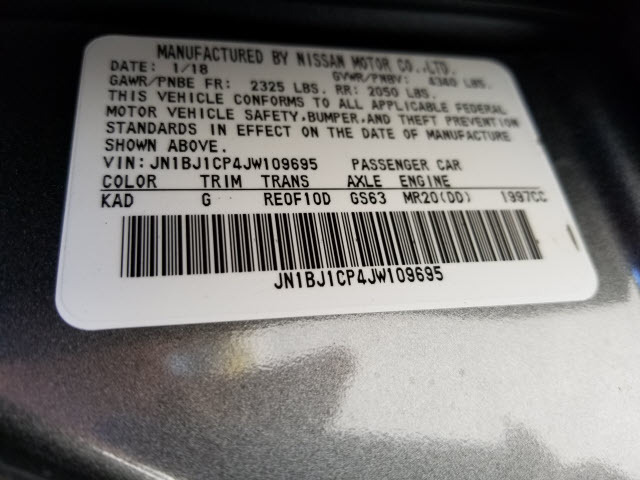 MANUFACTURED BY NISSAN MOTOR CO.,LTD.
DATE: 1/18 GVWR/PNBV: 4340 LBS.
GAWR/PNBE FR: 2325 LBS. RR: 2050 LBS.
THIS VEHICLE CONFORMS TO ALL APPLICABLE FEDERAL
MOTOR VEHICLE SAFETY,BUMPER,AND THEFT PREVENTION
STANDARDS IN EFFECT ON THE DATE OF MANUFACTURE
SHOWN ABOVE.
VIN: JN1BJ1CP4JW109695 PASSENGER CAR
COLOR TRIM TRANS AXLE ENGINE
KAD G RE0F10D GS63 MR20(DD) 1997CC
JN1BJ1CP4JW109695